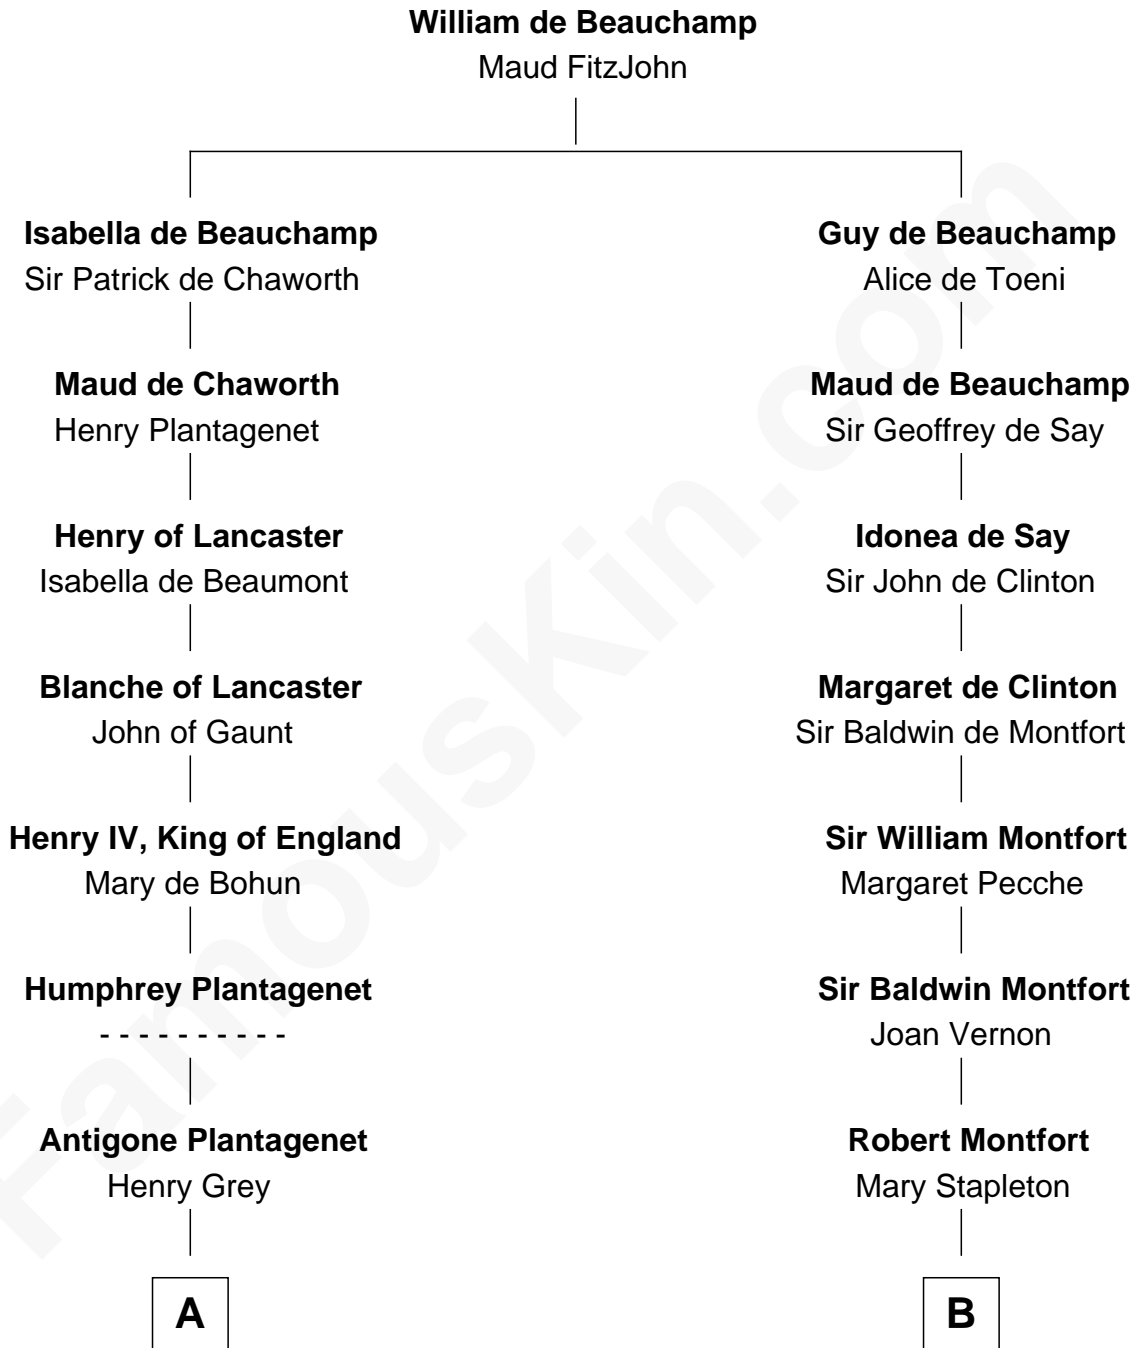 William de Beauchamp
Maud FitzJohn
Isabella de Beauchamp
Sir Patrick de Chaworth
Guy de Beauchamp
Alice de Toeni
Maud de Chaworth
Henry Plantagenet
Maud de Beauchamp
Sir Geoffrey de Say
Henry of Lancaster
Isabella de Beaumont
Idonea de Say
Sir John de Clinton
Blanche of Lancaster
John of Gaunt
Margaret de Clinton
Sir Baldwin de Montfort
Henry IV, King of England
Mary de Bohun
Sir William Montfort
Margaret Pecche
Humphrey Plantagenet
- - - - - - - - - -
Sir Baldwin Montfort
Joan Vernon
Antigone Plantagenet
Henry Grey
Robert Montfort
Mary Stapleton
A
B
FamousKin.com